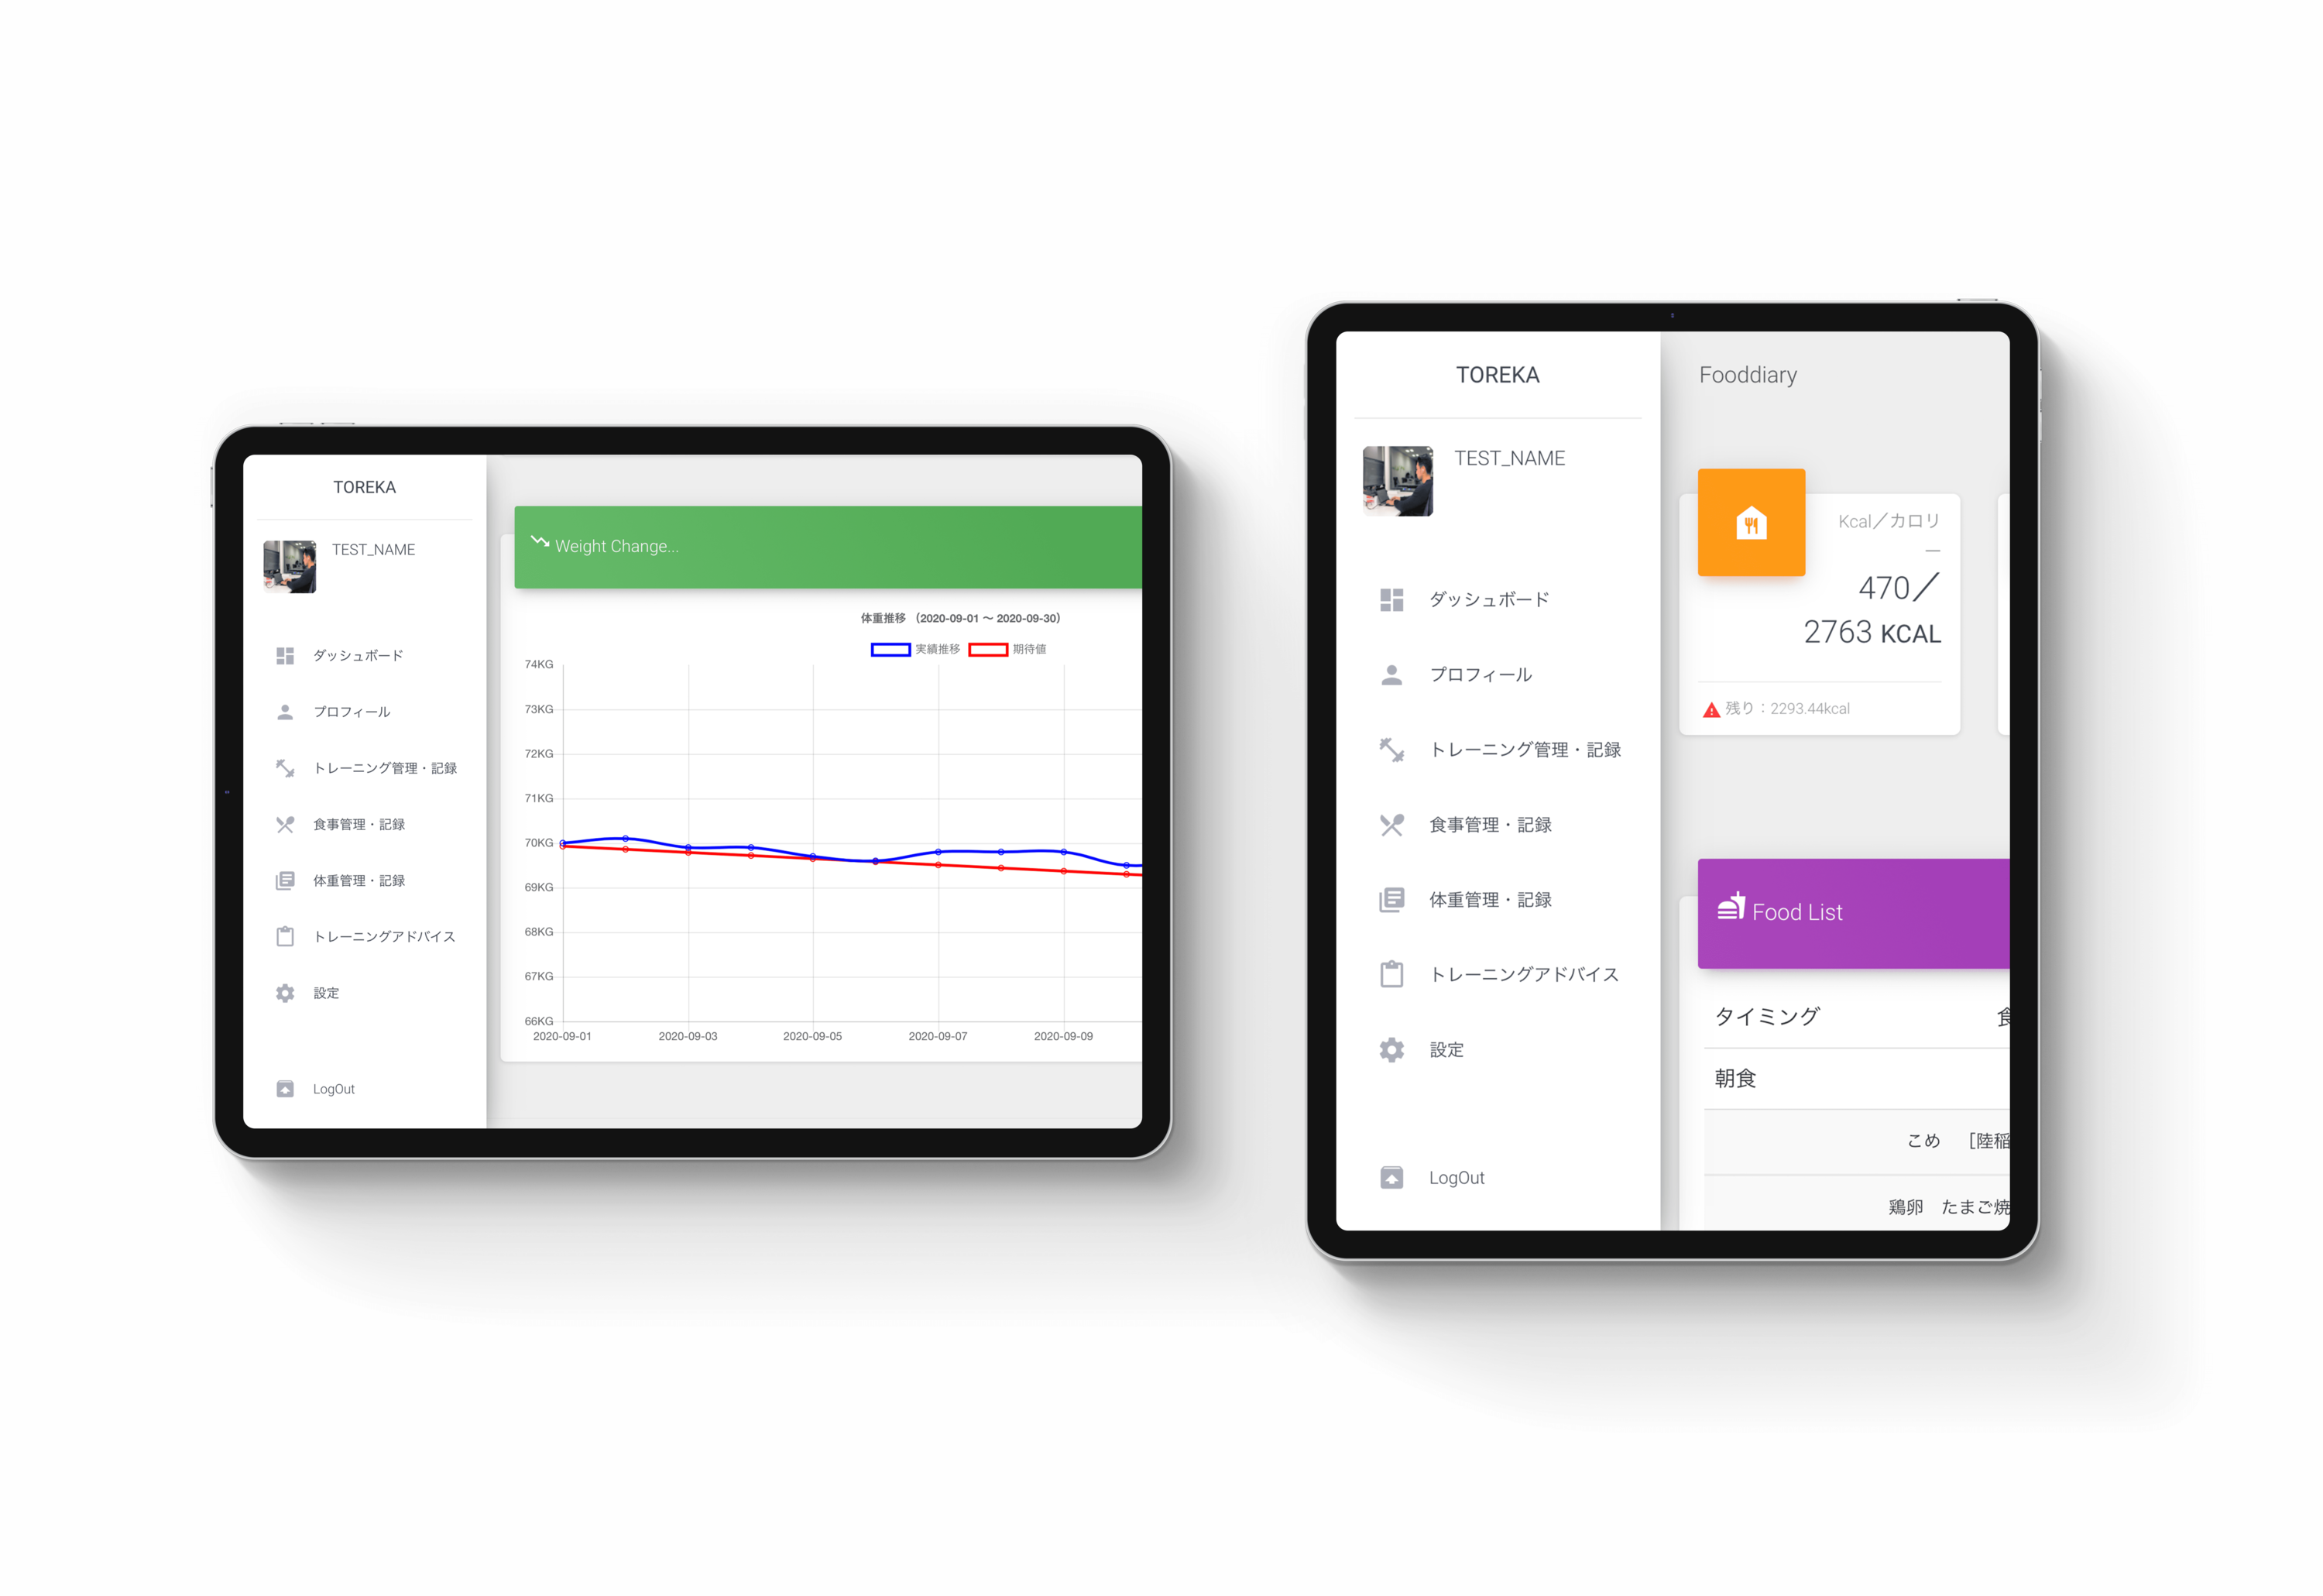 TOREKA
TEST_NAME
ダッシュボード
プロフィール
トレーニング管理・記録
食事管理・記録
体重管理・記録
トレーニングアドバイス
設定
LogOut
Weight Change...
体重推移 （2020-09-01 〜 2020-09-30）
実績推移 期待値
74KG
73KG
72KG
71KG
70KG
69KG
68KG
67KG
66KG
2020-09-01 2020-09-03 2020-09-05 2020-09-07 2020-09-09
TOREKA
TEST_NAME
ダッシュボード
プロフィール
トレーニング管理・記録
食事管理・記録
体重管理・記録
トレーニングアドバイス
設定
LogOut
Fooddiary
Kcal／カロリ
ー
470／
2763 KCAL
残り：2293.44kcal
Food List
タイミング 食
朝食
こめ ［陸稲
鶏卵 たまご焼